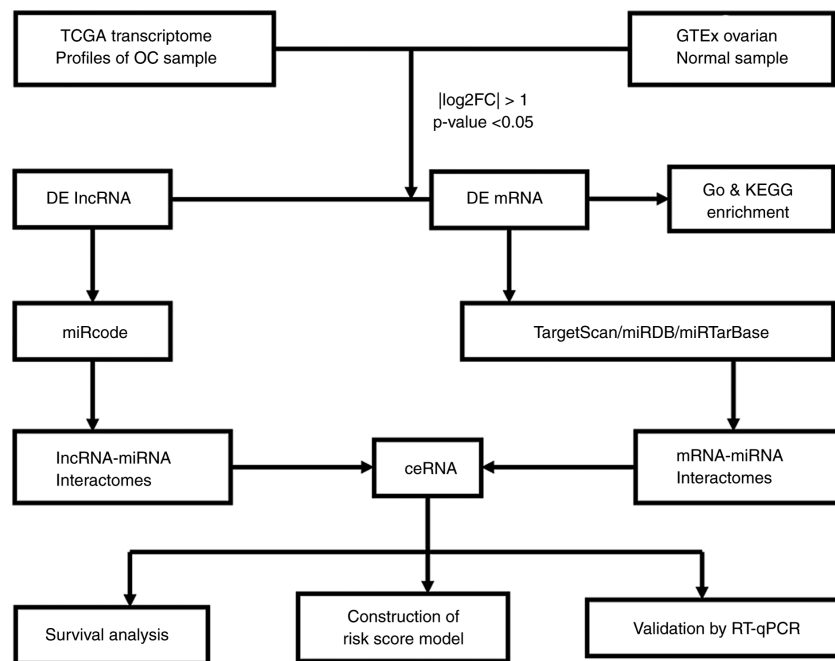 TCGA transcriptome
Profiles of OC sample
GTEx ovarian
Normal sample
|log2FC| > 1
p-value <0.05
DE lncRNA
DE mRNA
Go & KEGG
enrichment
miRcode
TargetScan/miRDB/miRTarBase
lncRNA-miRNA
Interactomes
ceRNA
mRNA-miRNA
Interactomes
Survival analysis
Construction of
risk score model
Validation by RT-qPCR